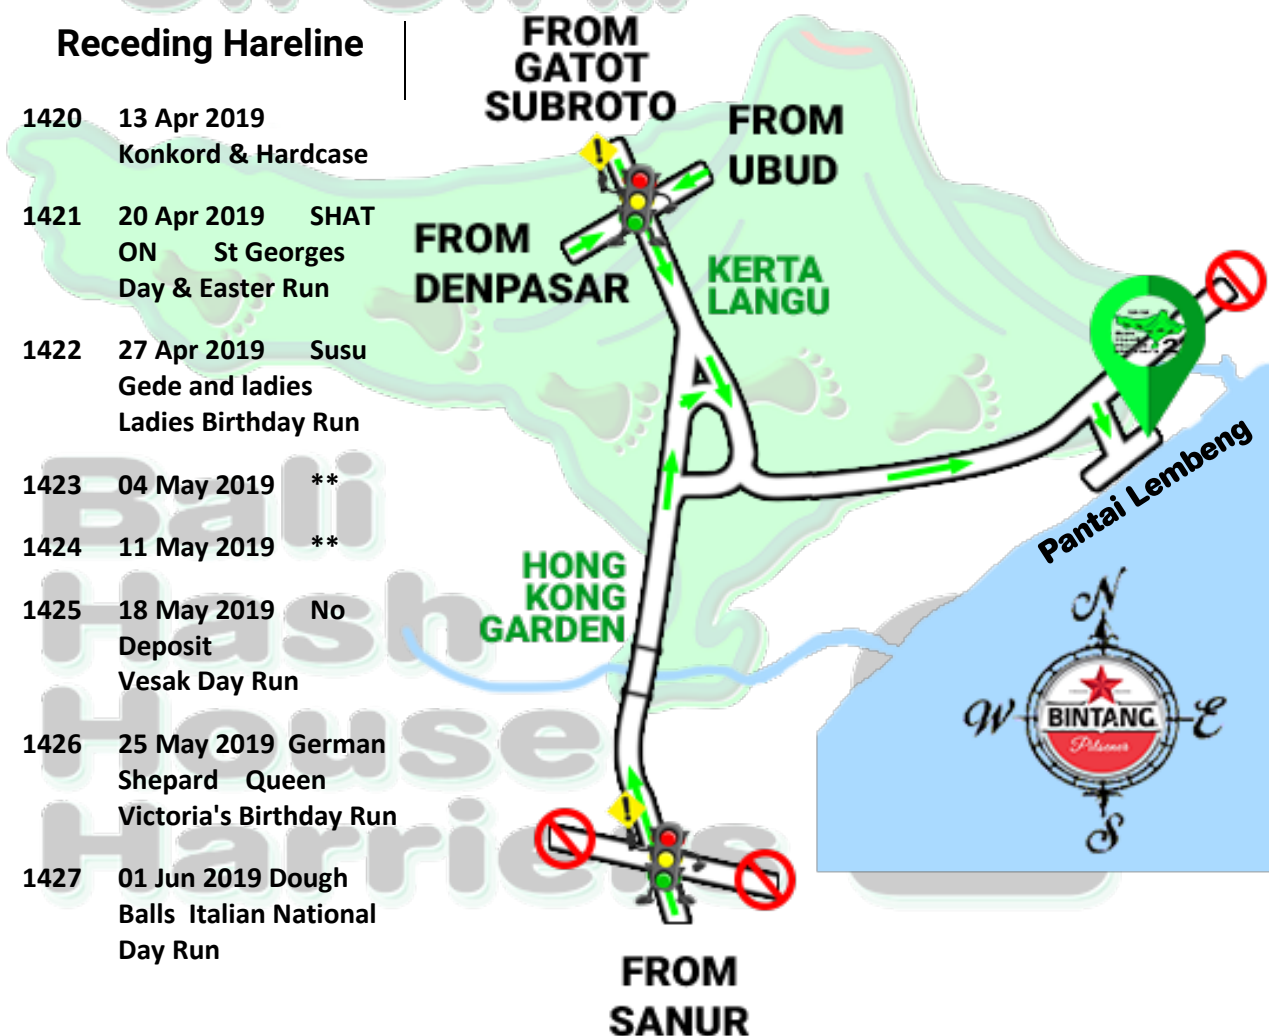 Receding Hareline
1420 13 Apr 2019
Konkord & Hardcase
1421 20 Apr 2019 SHAT
ON St Georges
Day & Easter Run
1422 27 Apr 2019 Susu
Gede and ladies
Ladies Birthday Run
1423 04 May 2019 **
1424 11 May 2019 **
1425 18 May 2019 No
Deposit
Vesak Day Run
1426 25 May 2019 German
Shepard Queen
Victoria's Birthday Run
1427 01 Jun 2019 Dough
Balls Italian National
Day Run
FROM
GATOT
SUBROTO
FROM
UBUD
FROM
DENPASAR
KERTA
LANGU
HONG
KONG
GARDEN
Pantai Lembeng
N
W
E
S
BINTANG
Pilsener
FROM
SANUR
Bali
Hash
House
Harriers
2